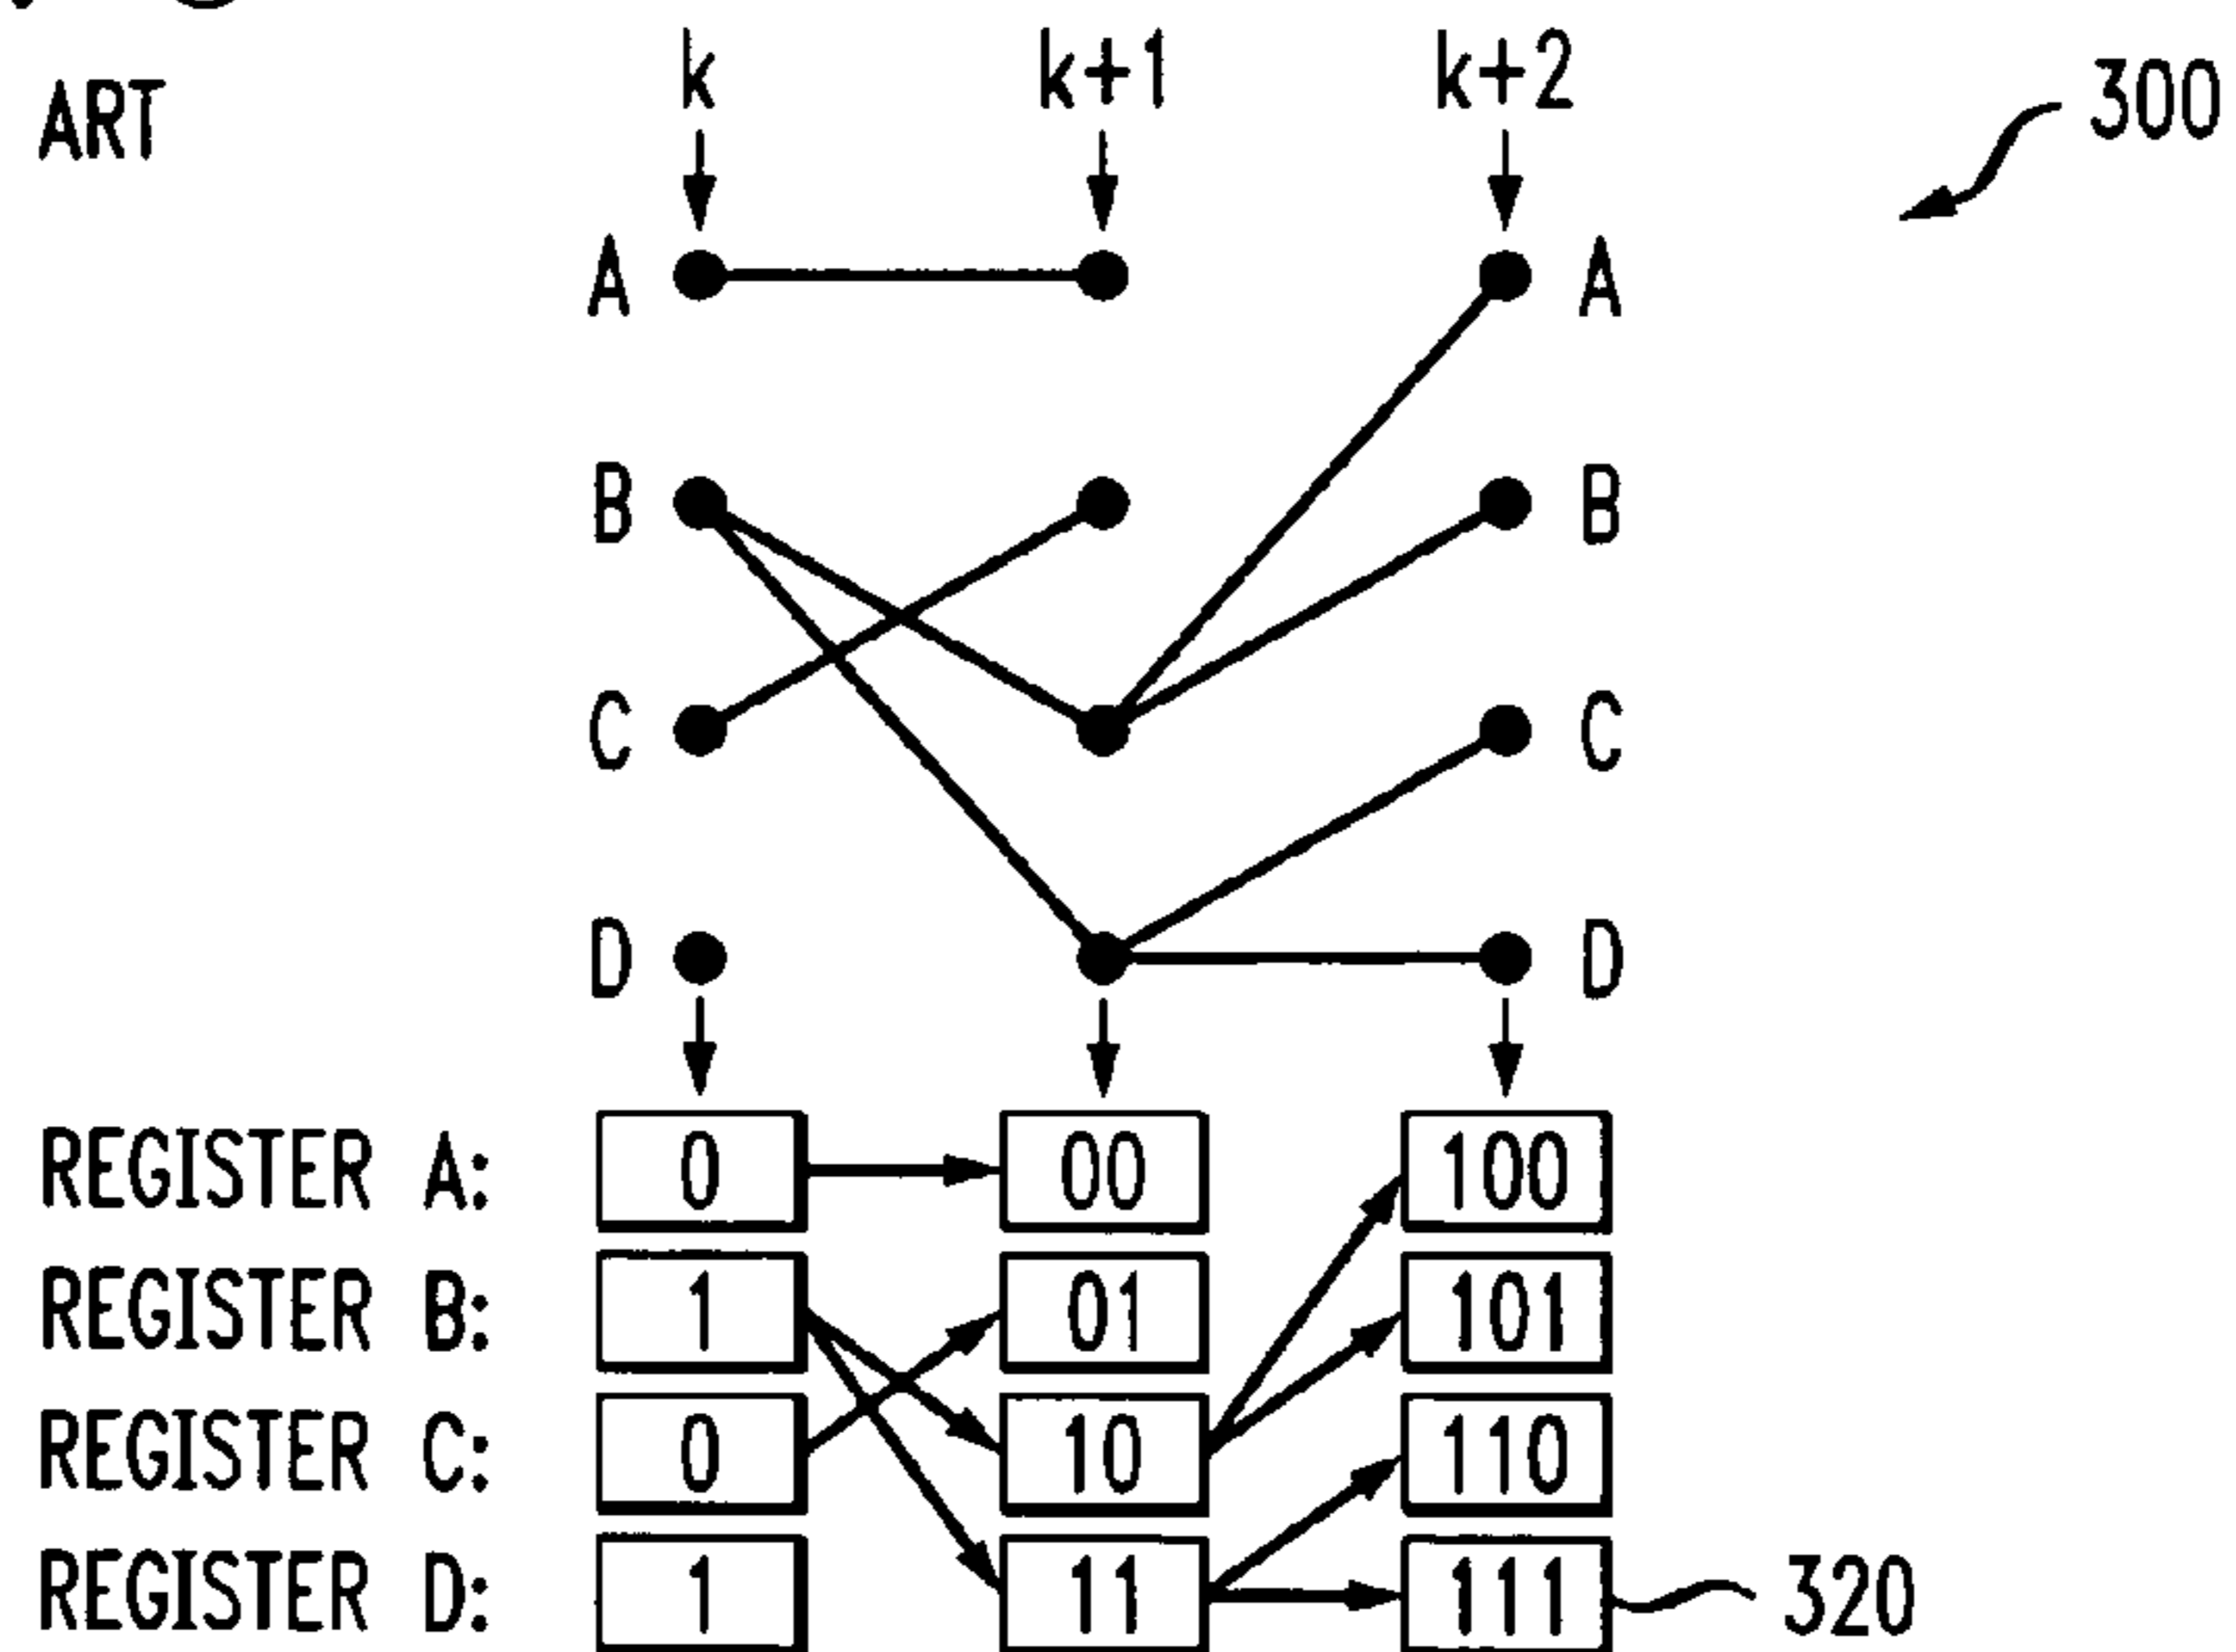 k k+1 k+2
ART 300
A A
B B
C C
D D
REGISTER A: 0 00 100
REGISTER B: 1 01 101
REGISTER C: 0 10 110
REGISTER D: 1 11 111 320